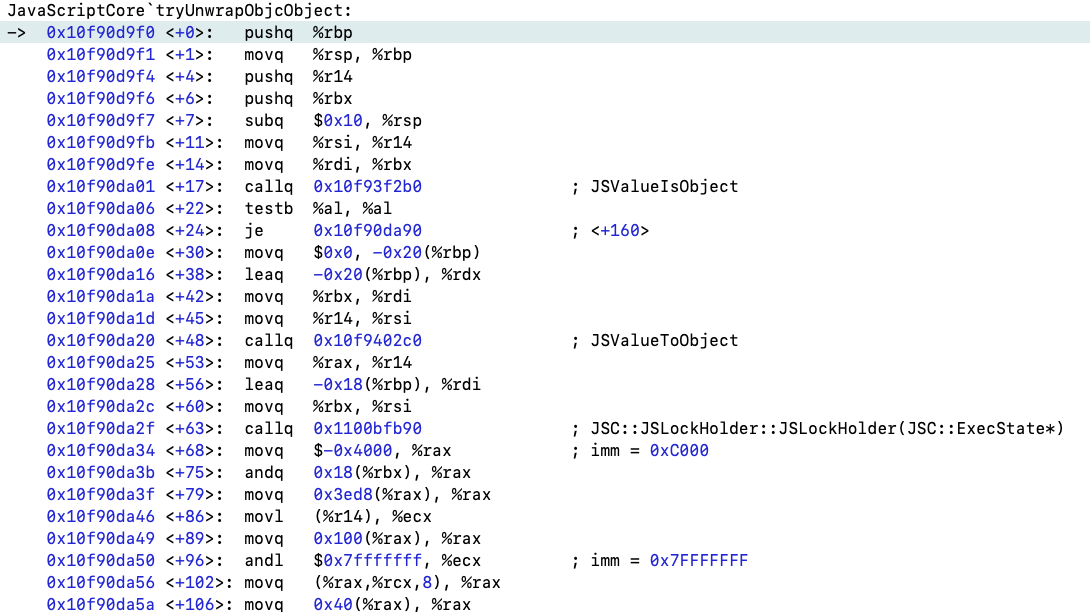 JavaScriptCore`tryUnwrapObjcObject:
-> 0x10f90d9f0 <+0>: pushq %rbp
0x10f90d9f1 <+1>: movq %rsp, %rbp
0x10f90d9f4 <+4>: pushq %r14
0x10f90d9f6 <+6>: pushq %rbx
0x10f90d9f7 <+7>: subq $0x10, %rsp
0x10f90d9fb <+11>: movq %rsi, %r14
0x10f90d9fe <+14>: movq %rdi, %rbx
0x10f90da01 <+17>: callq 0x10f93f2b0 ; JSValueIsObject
0x10f90da06 <+22>: testb %al, %al
0x10f90da08 <+24>: je 0x10f90da90 ; <+160>
0x10f90da0e <+30>: movq $0x0, -0x20(%rbp)
0x10f90da16 <+38>: leaq -0x20(%rbp), %rdx
0x10f90da1a <+42>: movq %rbx, %rdi
0x10f90da1d <+45>: movq %r14, %rsi
0x10f90da20 <+48>: callq 0x10f9402c0 ; JSValueToObject
0x10f90da25 <+53>: movq %rax, %r14
0x10f90da28 <+56>: leaq -0x18(%rbp), %rdi
0x10f90da2c <+60>: movq %rbx, %rsi
0x10f90da2f <+63>: callq 0x1100bfb90 ; JSC::JSLockHolder::JSLockHolder(JSC::ExecState*)
0x10f90da34 <+68>: movq $-0x4000, %rax ; imm = 0xC000
0x10f90da3b <+75>: andq 0x18(%rbx), %rax
0x10f90da3f <+79>: movq 0x3ed8(%rax), %rax
0x10f90da46 <+86>: movl (%r14), %ecx
0x10f90da49 <+89>: movq 0x100(%rax), %rax
0x10f90da50 <+96>: andl $0x7fffffff, %ecx ; imm = 0x7FFFFFFF
0x10f90da56 <+102>: movq (%rax,%rcx,8), %rax
0x10f90da5a <+106>: movq 0x40(%rax), %rax